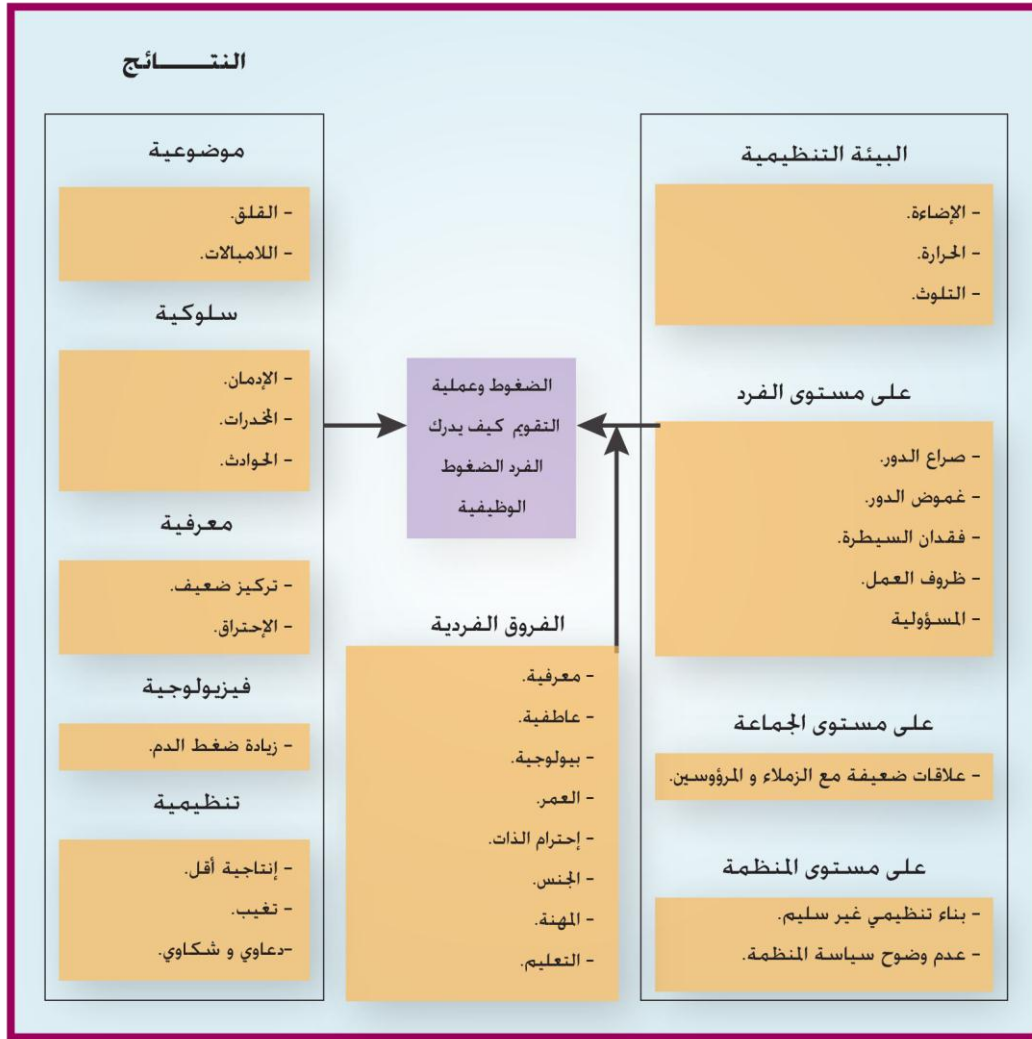 النتـــــائج
البيئة التنظيمية
- الإضاءة.
- الحرارة.
- التلوث.
على مستوى الفرد
- صراع الدور.
- غموض الدور.
- فقدان السيطرة.
- ظروف العمل.
- المسؤولية
على مستوى الجماعة
- علاقات ضعيفة مع الزملاء و المرؤوسين.
على مستوى المنظمة
- بناء تنظيمي غير سليم.
- عدم وضوح سياسة المنظمة.
الضغوط وعملية
التقويم كيف يدرك
الفرد الضغوط
الوظيفية
الفروق الفردية
- معرفية.
- عاطفية.
- بيولوجية.
- العمر.
- إحترام الذات.
- الجنس.
- المهنة.
- التعليم.
موضوعية
- القلق.
- اللامبالات.
سلوكية
- الإدمان.
- المخدرات.
- الحوادث.
معرفية
- تركيز ضعيف.
- الإحتراق.
فيزيولوجية
- زيادة ضغط الدم.
تنظيمية
- إنتاجية أقل.
- تغيب.
-دعاوي و شكاوي.